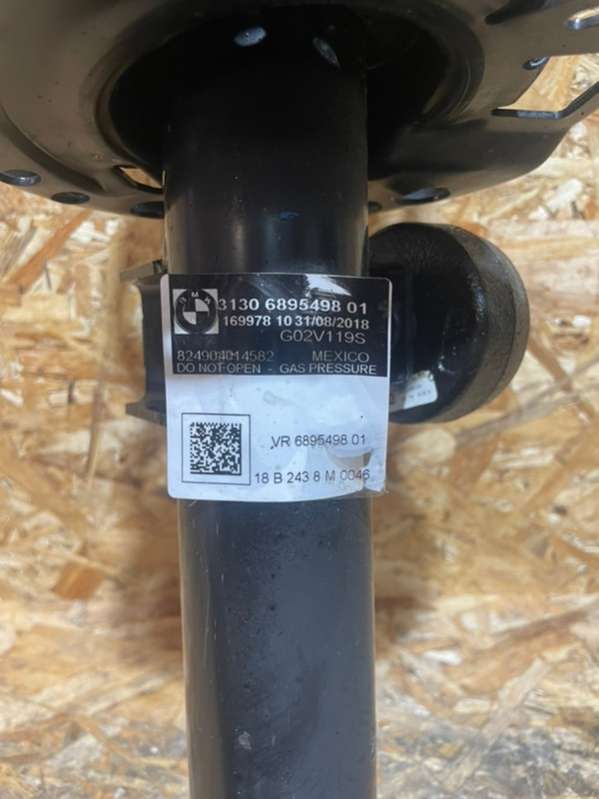 BMW
3130 6895498 01
169978 10 31/08/2018
G02V119S
824904014582 MEXICO
DO NOT OPEN - GAS PRESSURE
VR 6895498 01
18 B 243 8 M 0046